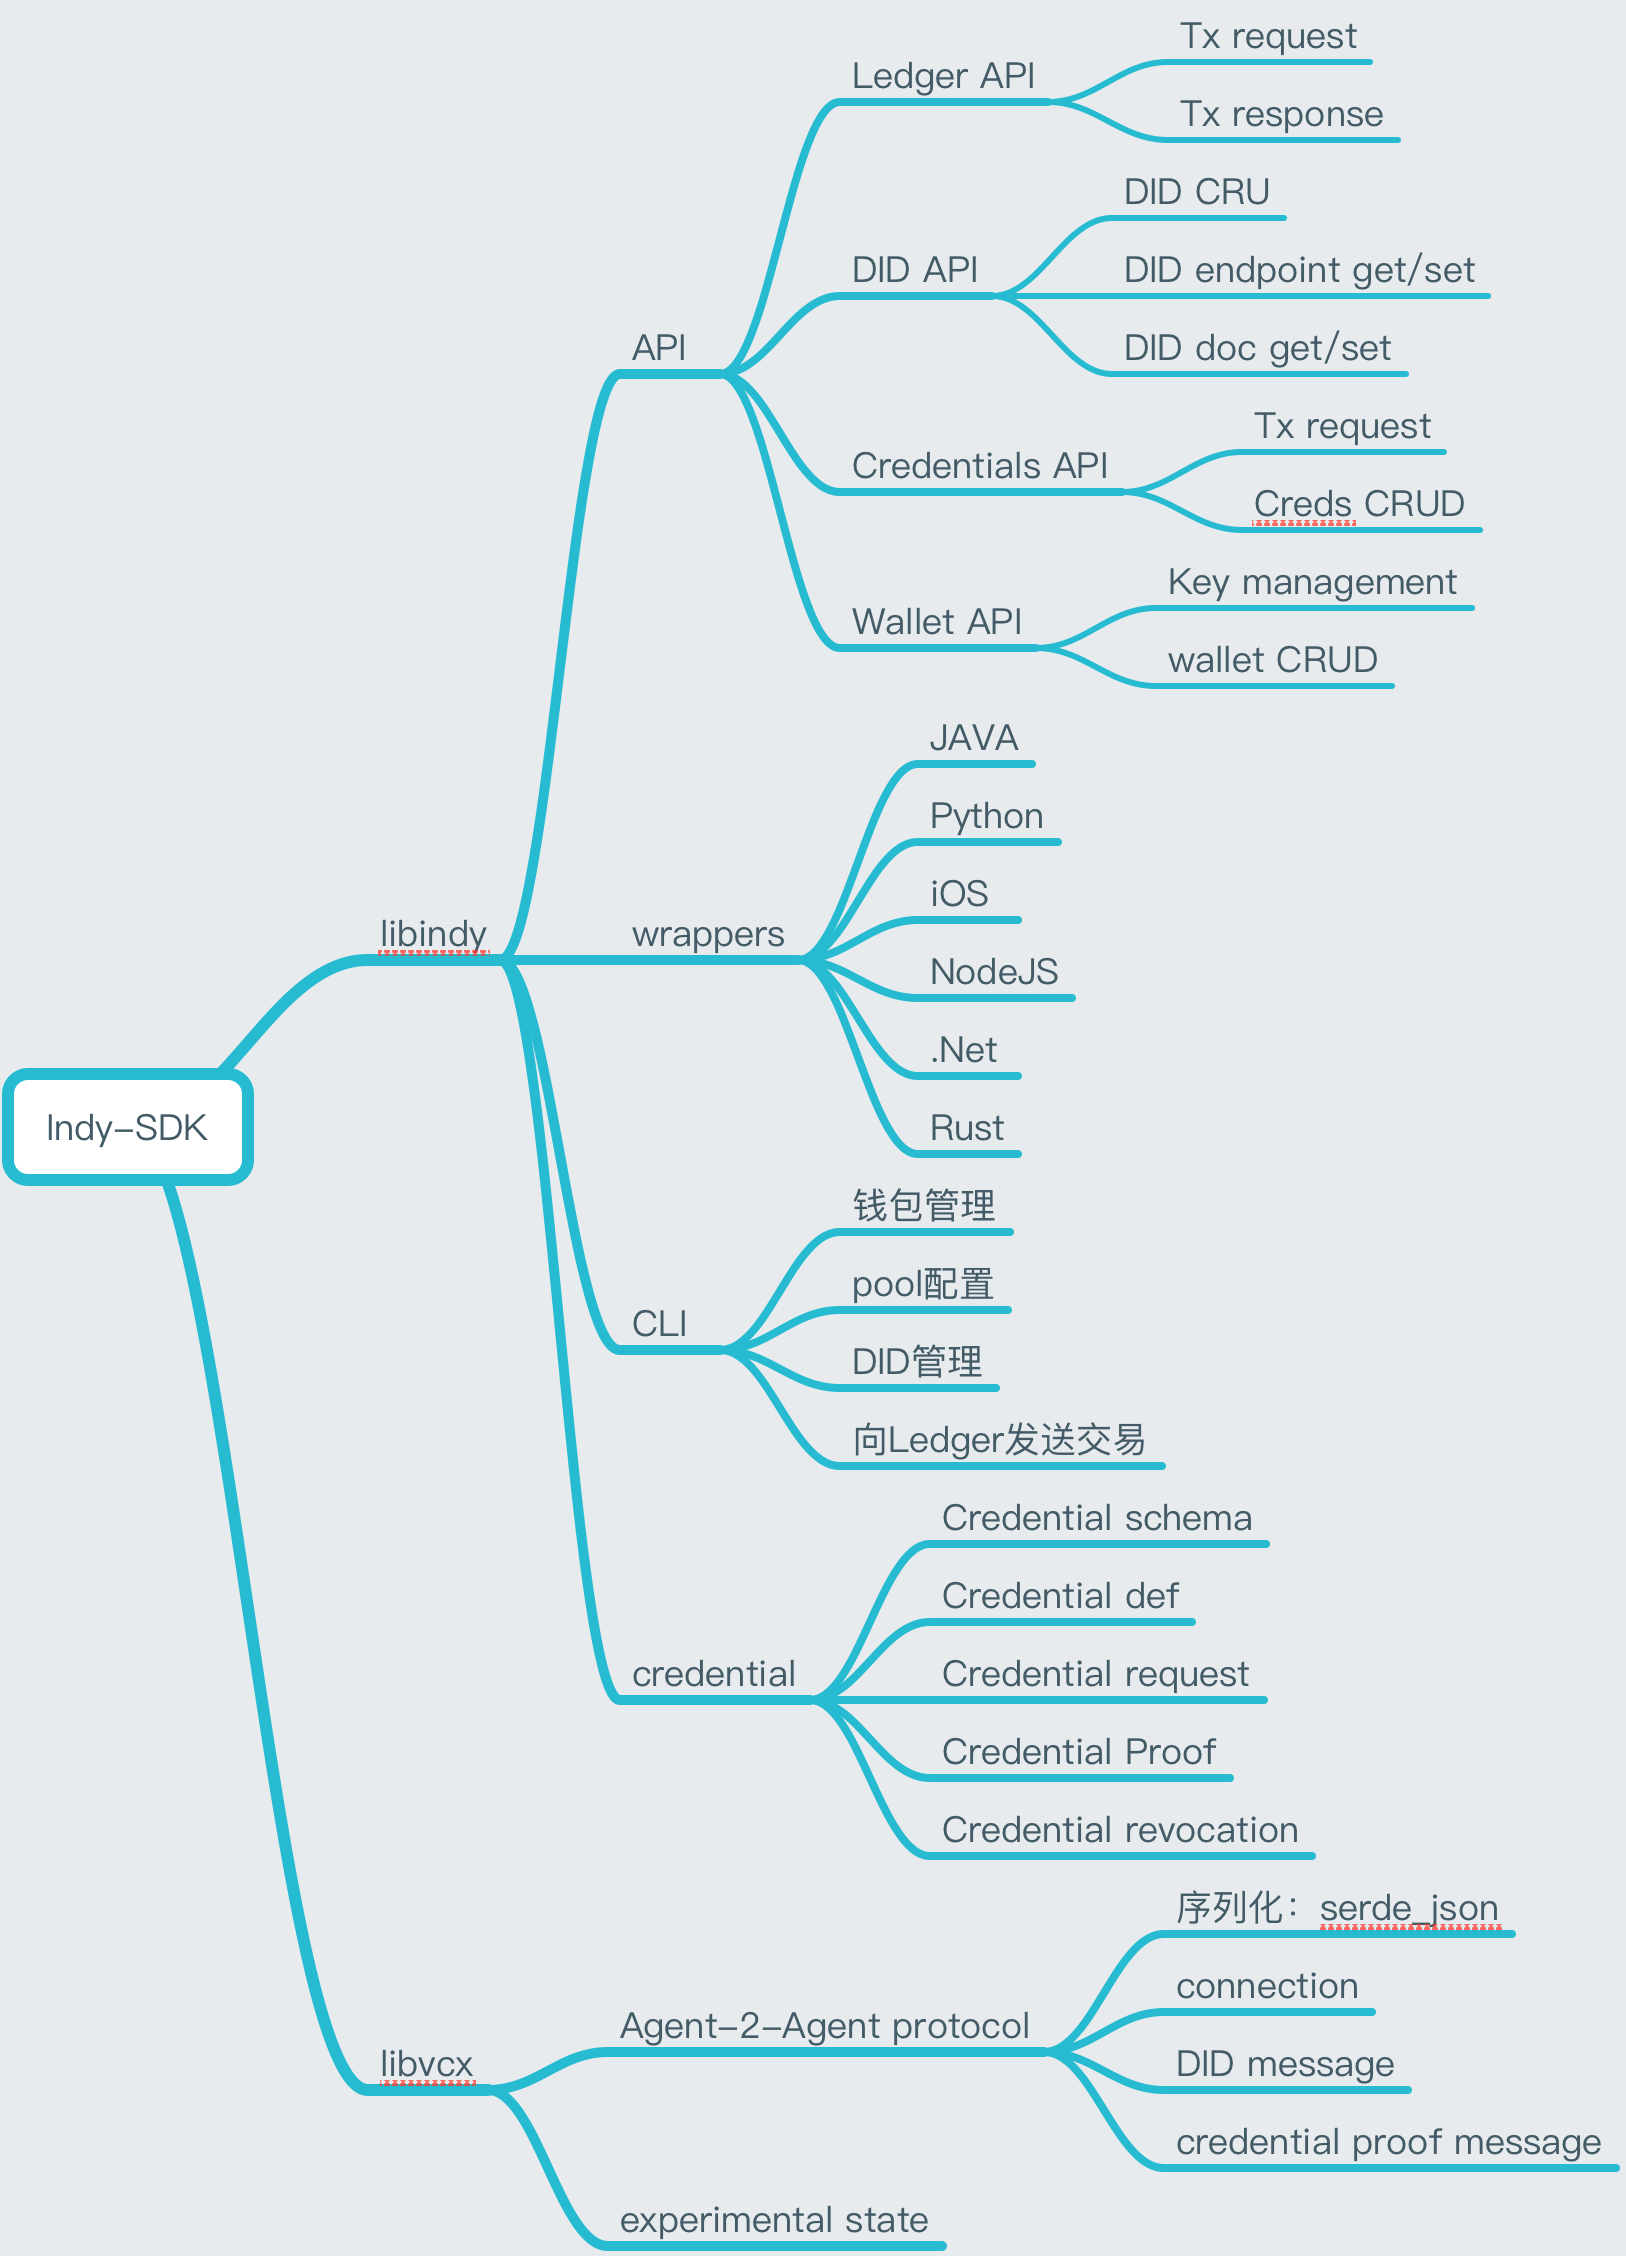 Tx request
Ledger API
Tx response
DID CRU
DID API
DID endpoint get/set
API
DID doc get/set
Tx request
Credentials API
Creds CRUD
Key management
Wallet API
wallet CRUD
JAVA
Python
iOS
libindy
wrappers
NodeJS
.Net
Indy-SDK
Rust
钱包管理
pool配置
CLI
DID管理
向Ledger发送交易
Credential schema
Credential def
credential
Credential request
Credential Proof
Credential revocation
序列化：serde_json
connection
Agent-2-Agent protocol
libvcx
DID message
credential proof message
experimental state